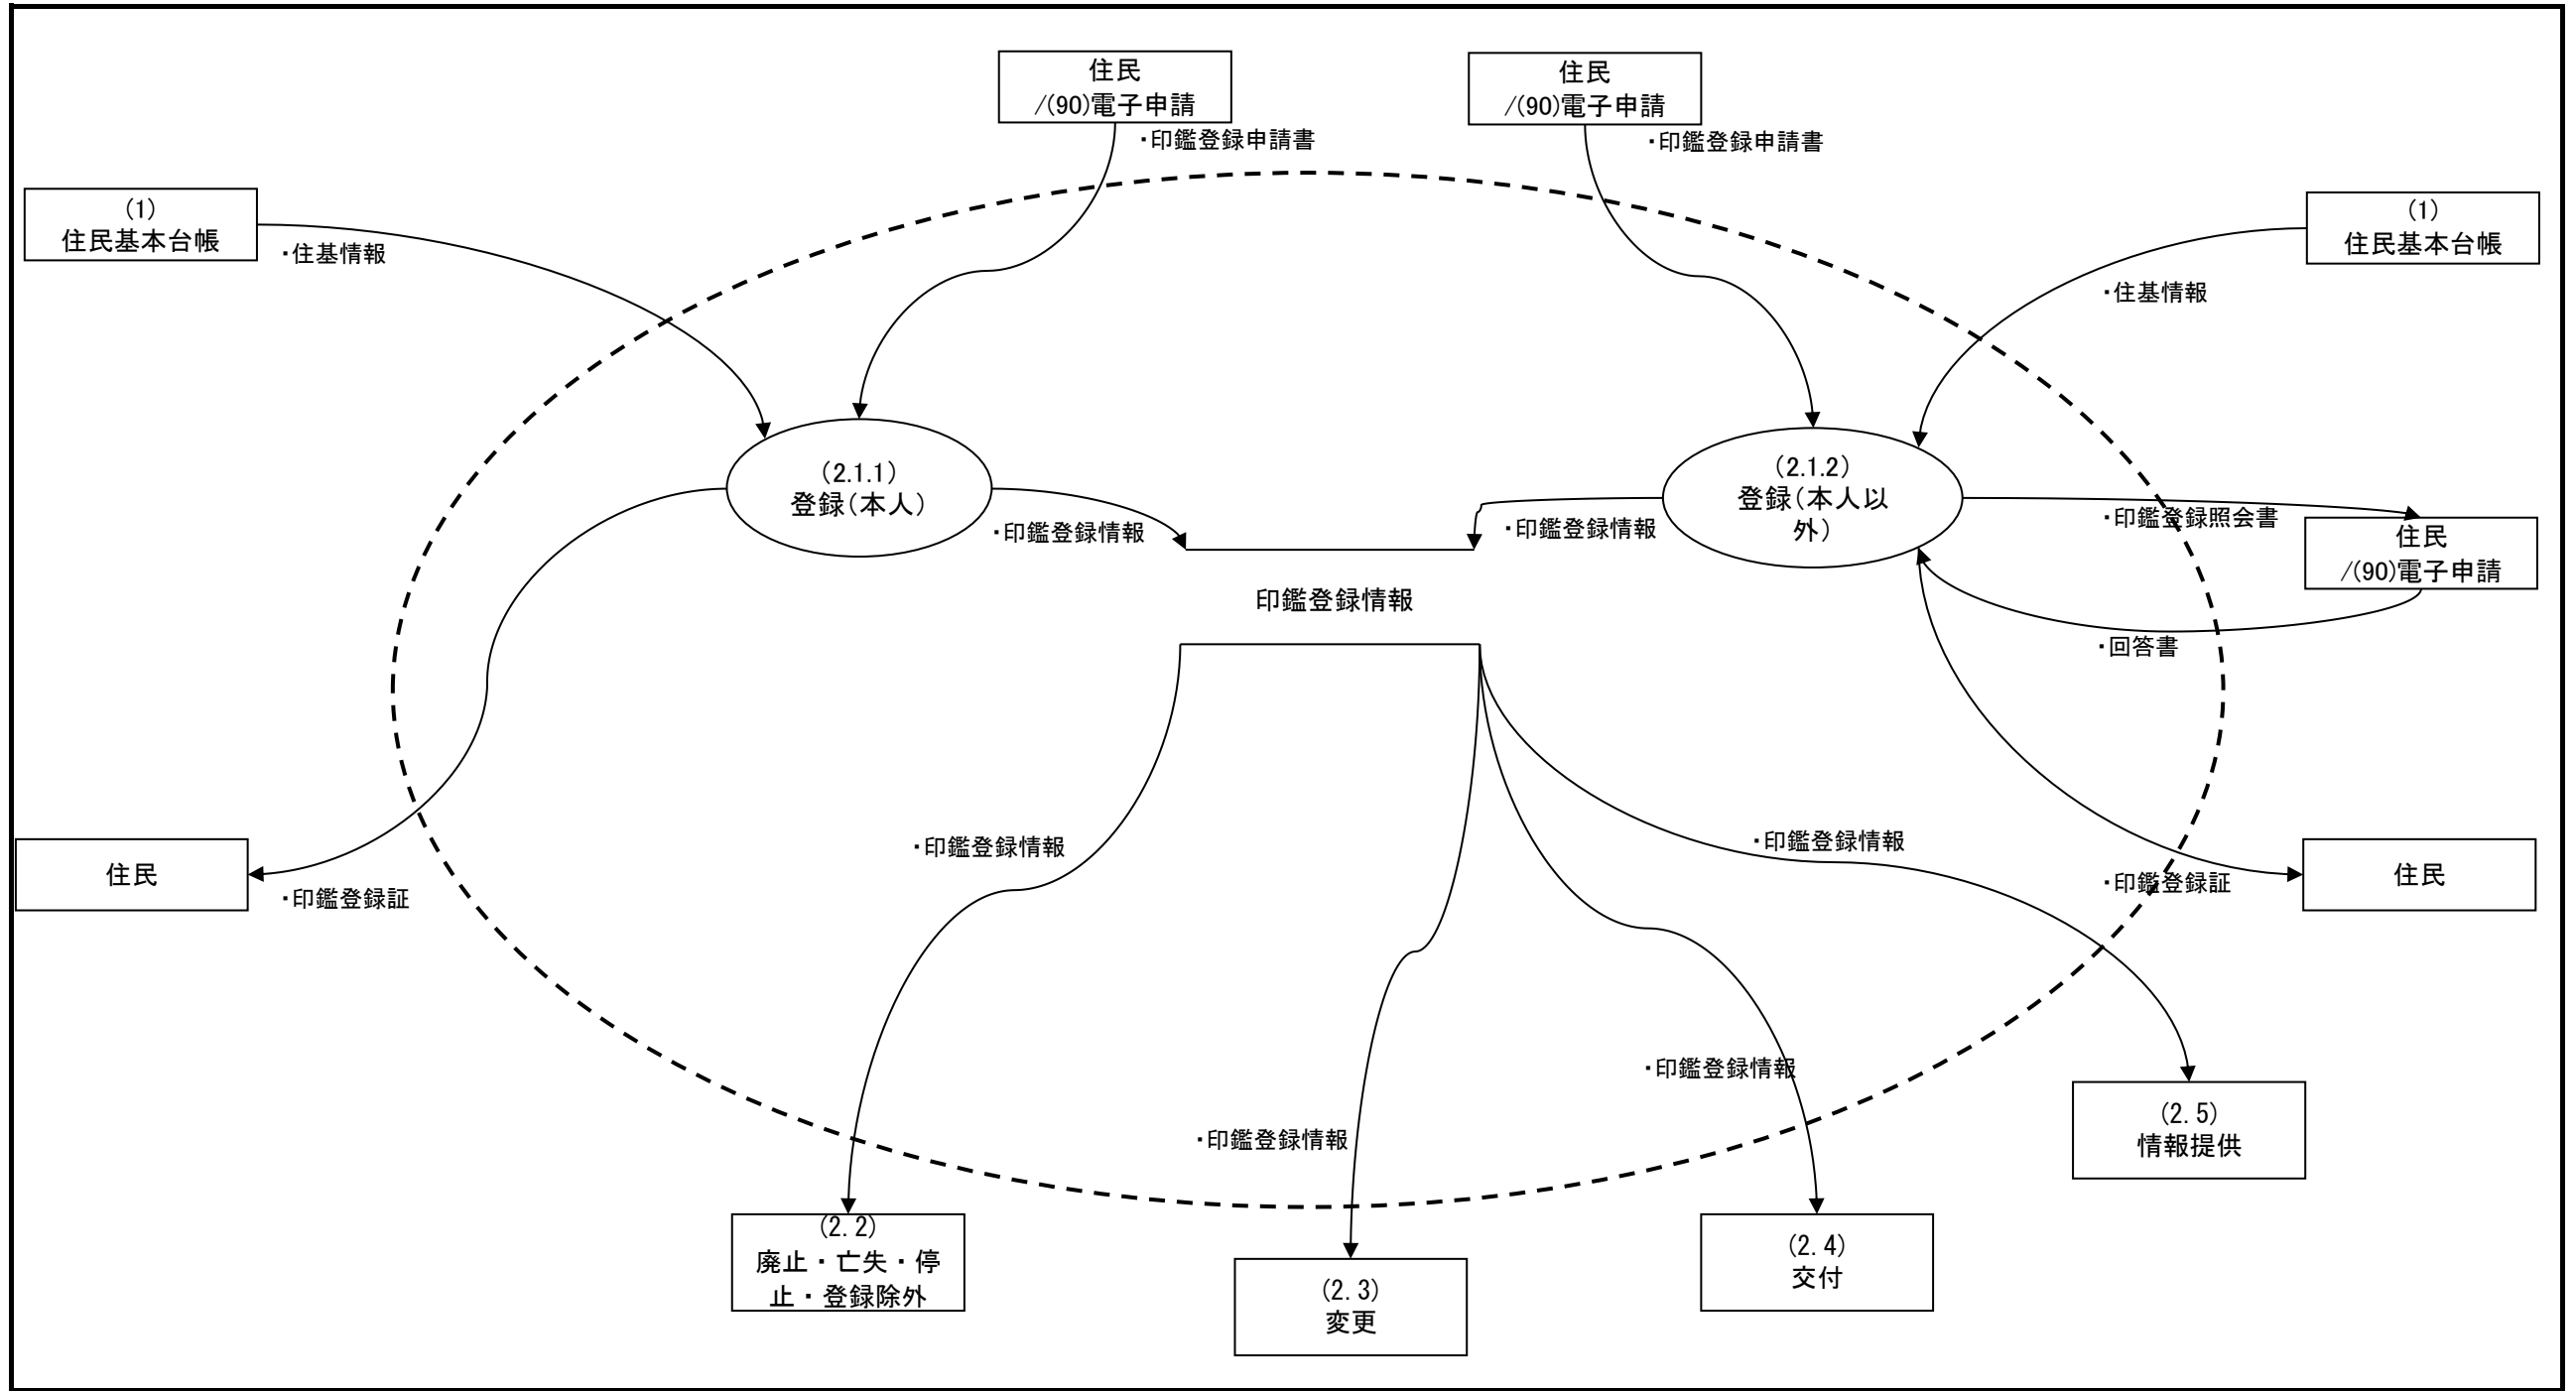 住民
/(90)電子申請
住民
/(90)電子申請
・印鑑登録申請書
・印鑑登録申請書
(1)
住民基本台帳
(1)
住民基本台帳
・住基情報
・住基情報
(2.1.1)
登録(本人)
(2.1.2)
登録(本人以
外)
・印鑑登録情報
・印鑑登録情報
・印鑑登録照会書
住民
/(90)電子申請
印鑑登録情報
・回答書
・印鑑登録情報
・印鑑登録情報
住民
・印鑑登録証
・印鑑登録証
住民
・印鑑登録情報
・印鑑登録情報
(2.5)
情報提供
(2.2)
廃止・亡失・停
止・登録除外
(2.3)
変更
(2.4)
交付